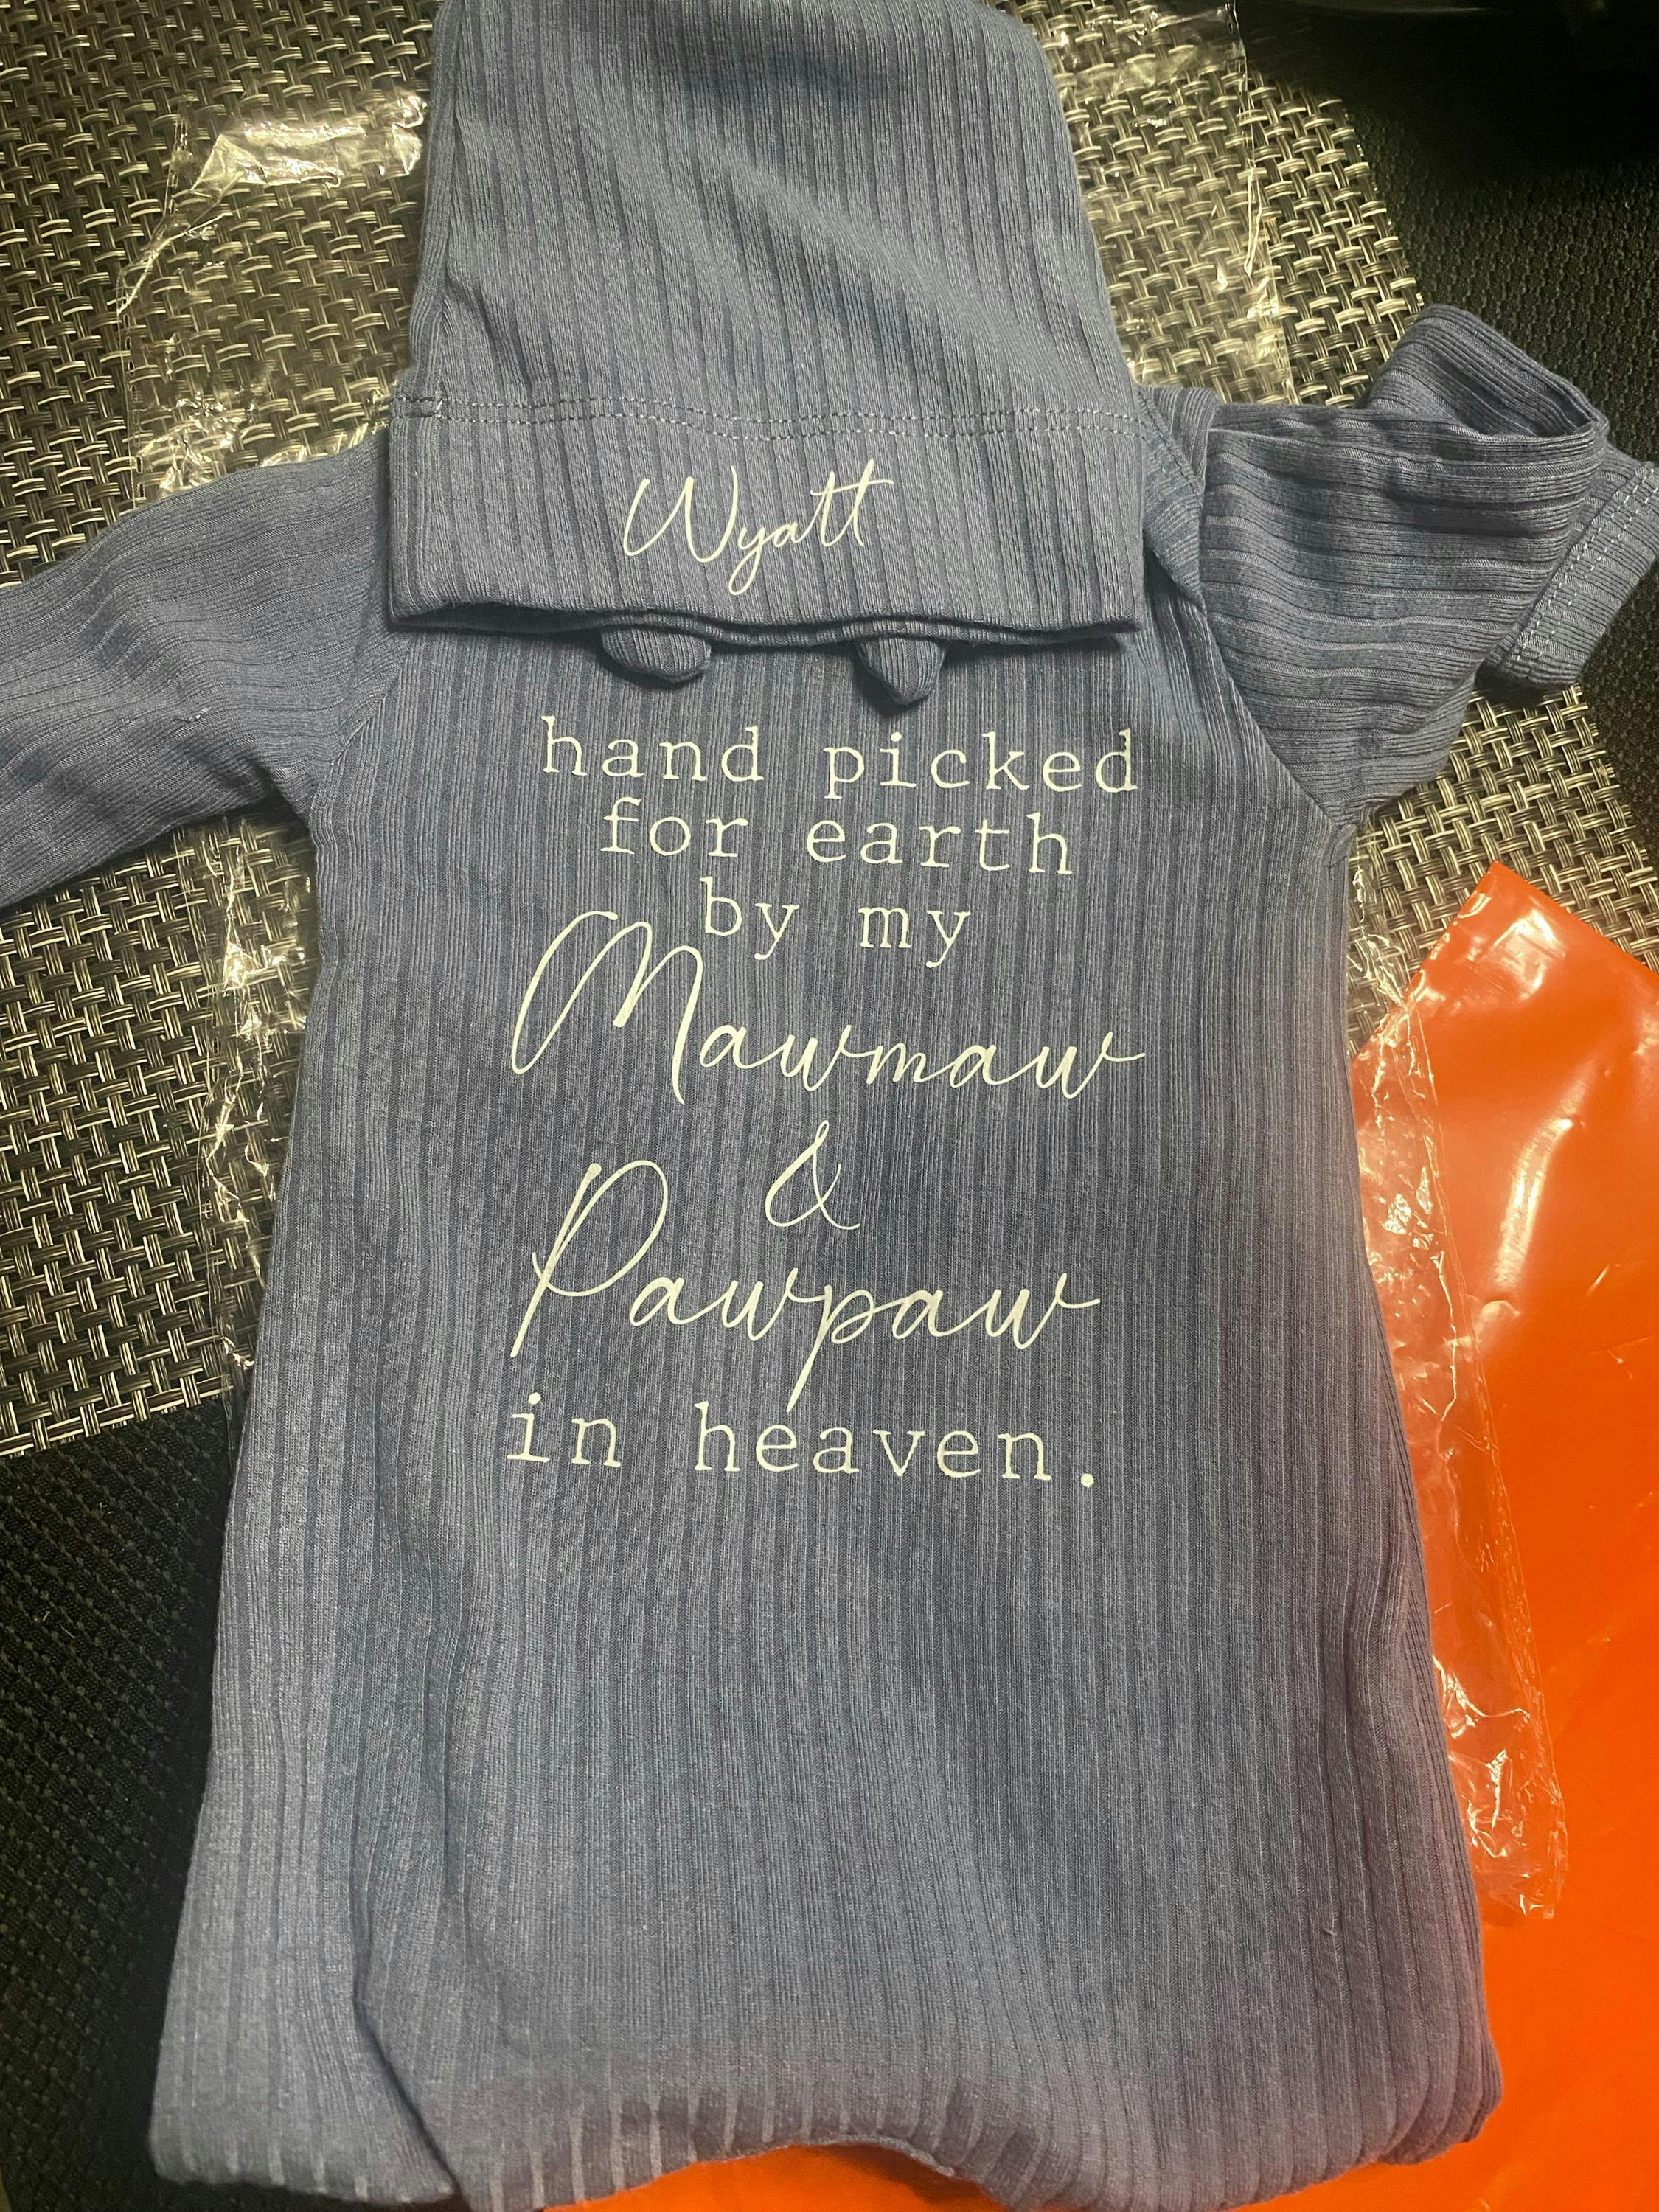 Wyatt
hand picked
for earth
by my
Mawmaw
&
Pawpaw
in heaven.